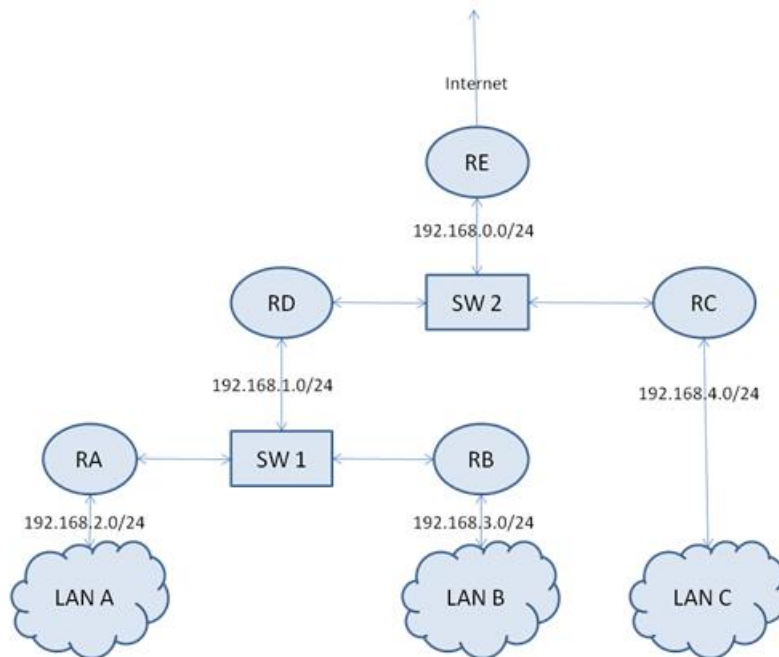 Internet
RE
192.168.0.0/24
RD
SW 2
RC
192.168.1.0/24
192.168.4.0/24
RA
SW 1
RB
192.168.2.0/24
192.168.3.0/24
LAN A
LAN B
LAN C